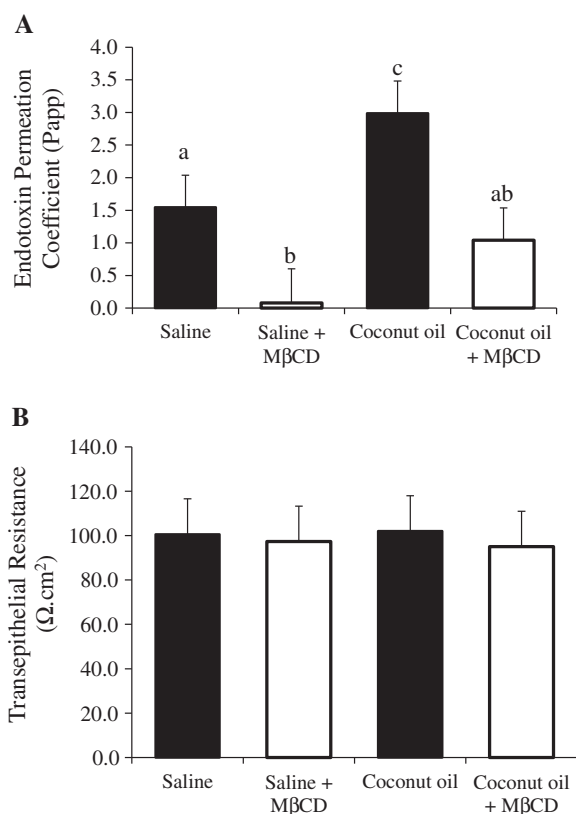 A
Endotoxin Permeation
Coefficient (Papp)
4.0
3.5
3.0
2.5
2.0
1.5
1.0
0.5
0.0
a
b
c
ab
Saline
Saline +
MβCD
Coconut oil
Coconut oil
+ MβCD
B
Transepithelial Resistance
(Ω.cm²)
140.0
120.0
100.0
80.0
60.0
40.0
20.0
0.0
Saline
Saline +
MβCD
Coconut oil
Coconut oil
+ MβCD